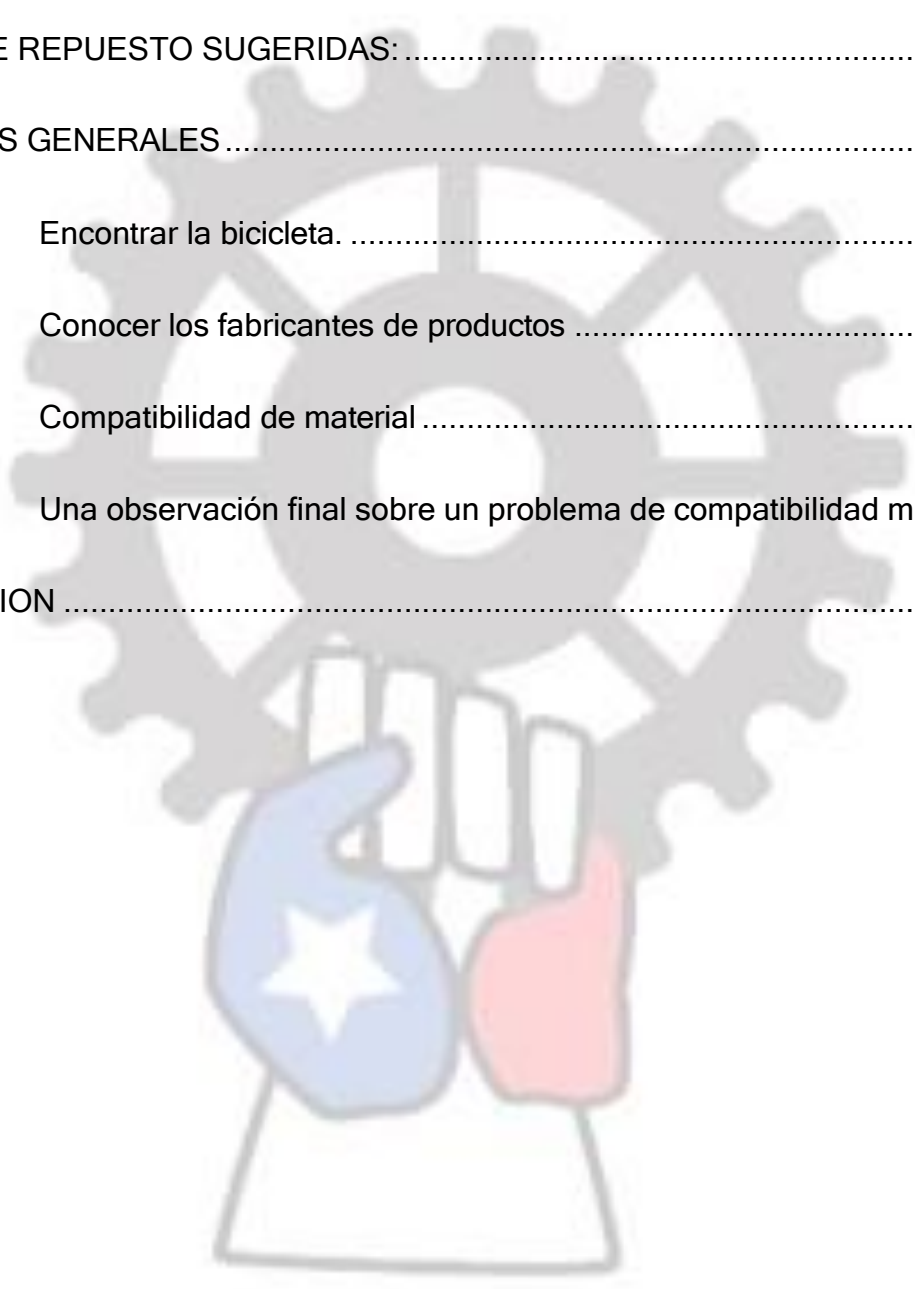 E REPUESTO SUGERIDAS: ........................................................
S GENERALES ............................................................................
Encontrar la bicicleta. ..............................................................
Conocer los fabricantes de productos .....................................
Compatibilidad de material ......................................................
Una observación final sobre un problema de compatibilidad m
ION ..............................................................................................